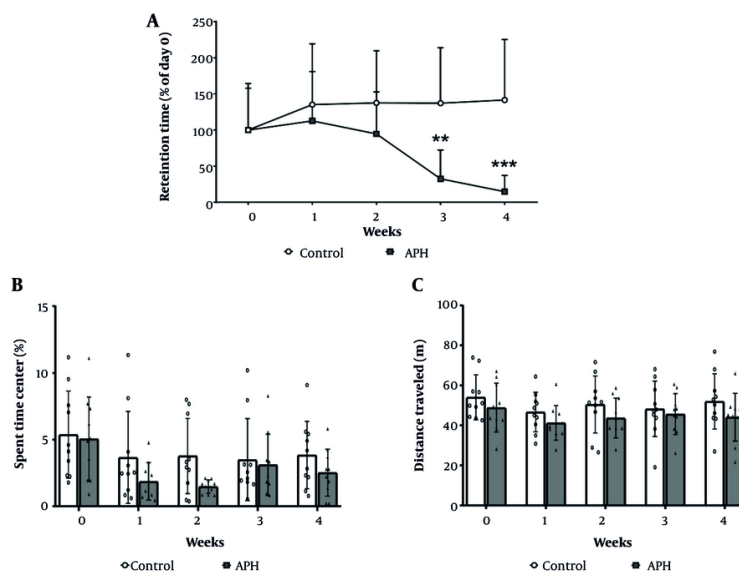 A
Reteintion time (% of day 0)
250
200
150
100
50
0
**
***
0 1 2 3 4
Weeks
Control APH
B
Spent time center (%)
15
10
5
0
0 1 2 3 4
Weeks
Control APH
C
Distance traveled (m)
100
80
60
40
20
0
0 1 2 3 4
Weeks
Control APH